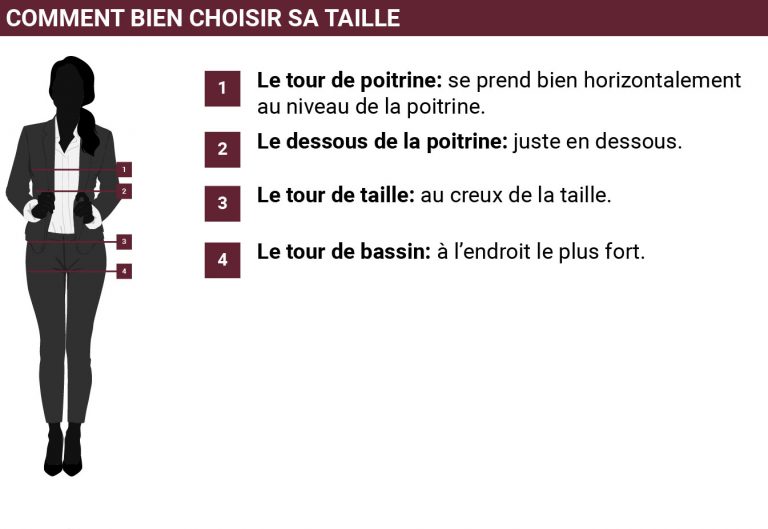 COMMENT BIEN CHOISIR SA TAILLE
1 Le tour de poitrine: se prend bien horizontalement
au niveau de la poitrine.
2 Le dessous de la poitrine: juste en dessous.
3 Le tour de taille: au creux de la taille.
4 Le tour de bassin: à l’endroit le plus fort.
1
2
3
4